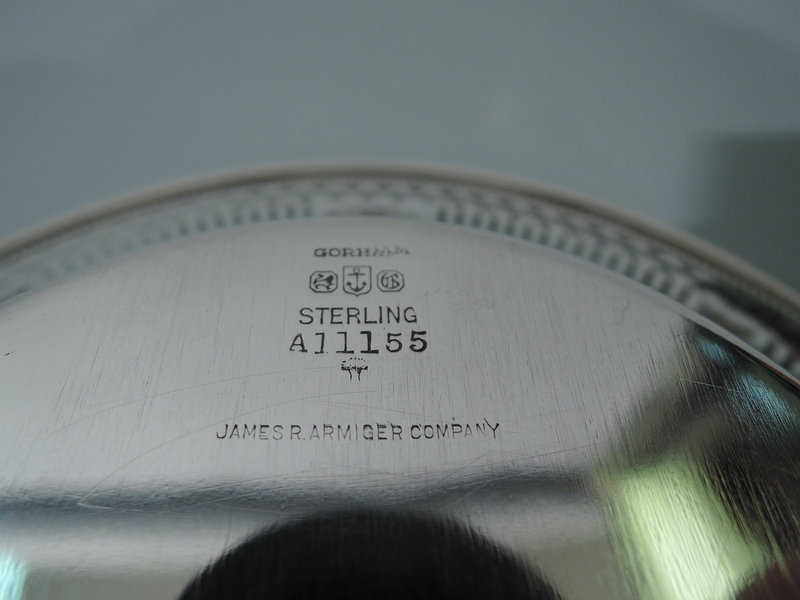 GORHAM
STERLING
A11155
JAMES R. ARMIGER COMPANY